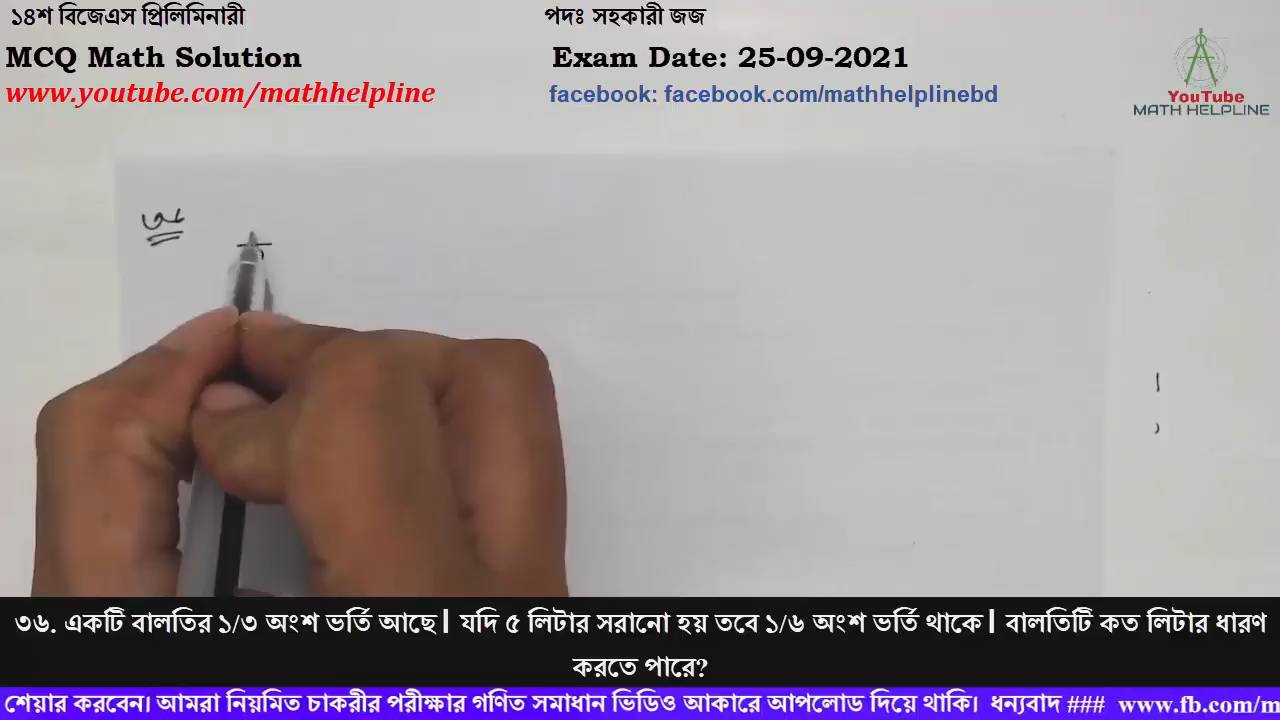 ১৪শ বিজেএস প্রিলিমিনারী
পদঃ সহকারী জজ
MCQ Math Solution
Exam Date: 25-09-2021
www.youtube.com/mathhelpline
facebook: facebook.com/mathhelplinebd
YouTube
MATH HELPLINE
৩৬. একটি বালতির ১/৩ অংশ ভর্তি আছে। যদি ৫ লিটার সরানো হয় তবে ১/৬ অংশ ভর্তি থাকে। বালতিটি কত লিটার ধারণ
করতে পারে?
শেয়ার করবেন। আমরা নিয়মিত চাকরীর পরীক্ষার গণিত সমাধান ভিডিও আকারে আপলোড দিয়ে থাকি। ধন্যবাদ ### www.fb.com/m